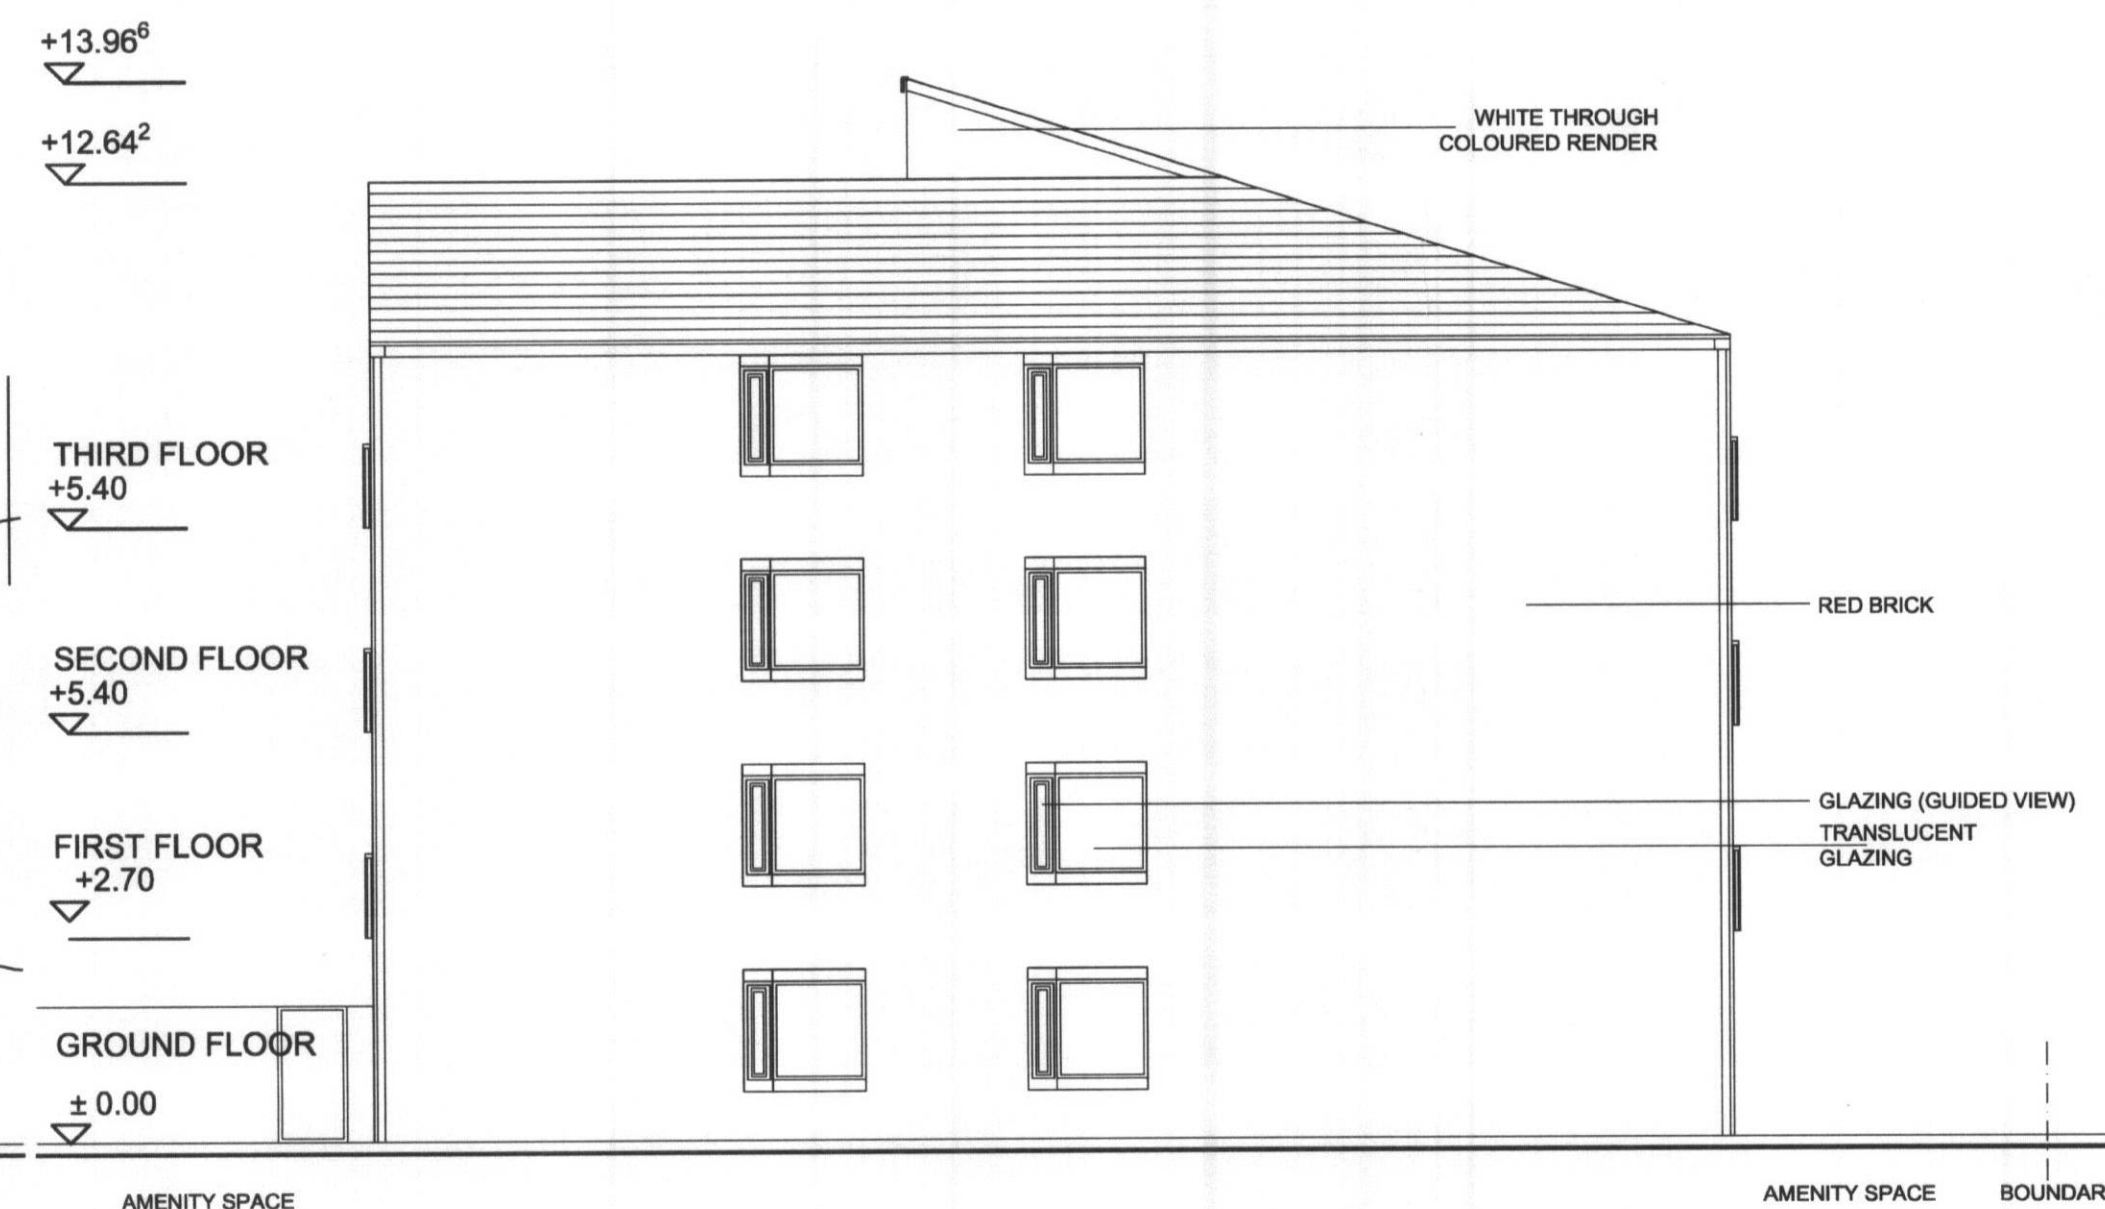 +13.96⁶
+12.64²
WHITE THROUGH
COLOURED RENDER
THIRD FLOOR
+5.40
RED BRICK
SECOND FLOOR
+5.40
GLAZING (GUIDED VIEW)
TRANSLUCENT
GLAZING
FIRST FLOOR
+2.70
GROUND FLOOR
± 0.00
AMENITY SPACE
AMENITY SPACE
BOUNDAR